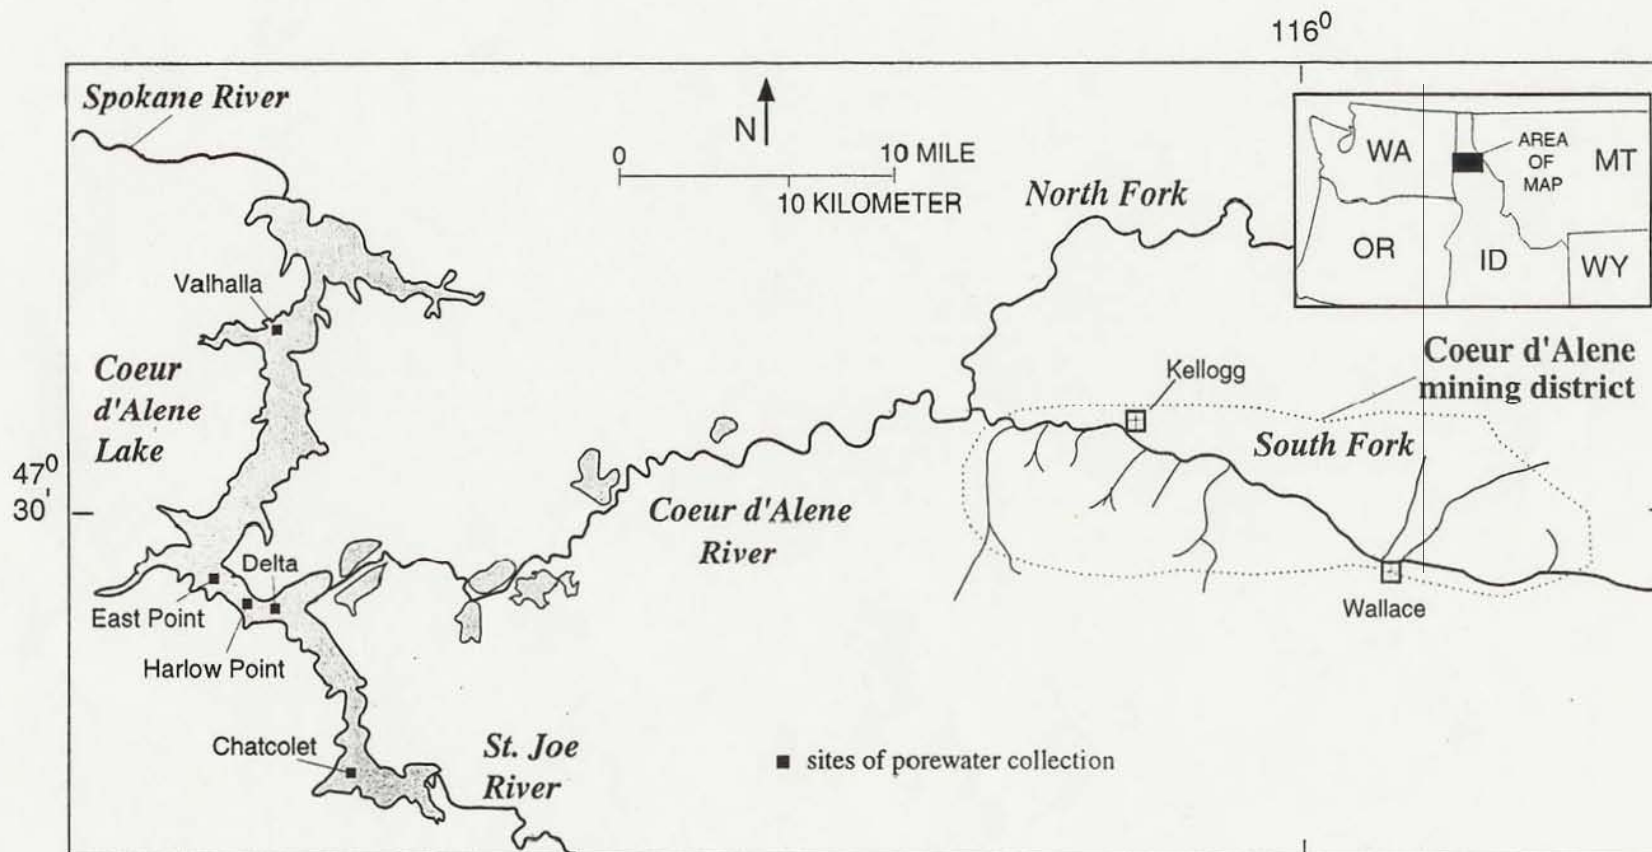 116⁰
Spokane River
N
0
10 MILE
10 KILOMETER
North Fork
WA
AREA
OF
MAP
MT
OR
ID
WY
Valhalla
Coeur
d'Alene
Lake
Kellogg
Coeur d'Alene
mining district
South Fork
47⁰
30'
Coeur d'Alene
River
Delta
East Point
Harlow Point
Wallace
Chatcolet
St. Joe
River
■ sites of porewater collection